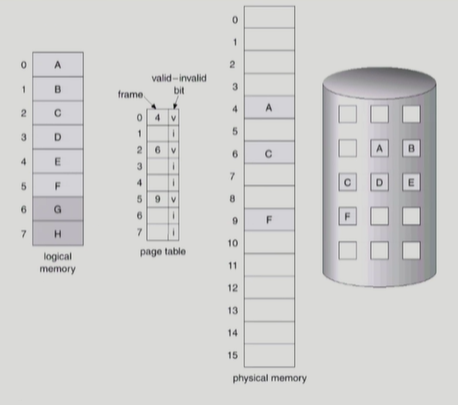 0 A
1 B
2 C
3 D
4 E
5 F
6 G
7 H
logical
memory
valid–invalid
bit
frame
0 4 v
1 i
2 6 v
3 i
4 i
5 9 v
6 i
7 i
page table
0
1
2
3
4 A
5
6 C
7
8
9 F
10
11
12
13
14
15
physical memory
A B
C D E
F